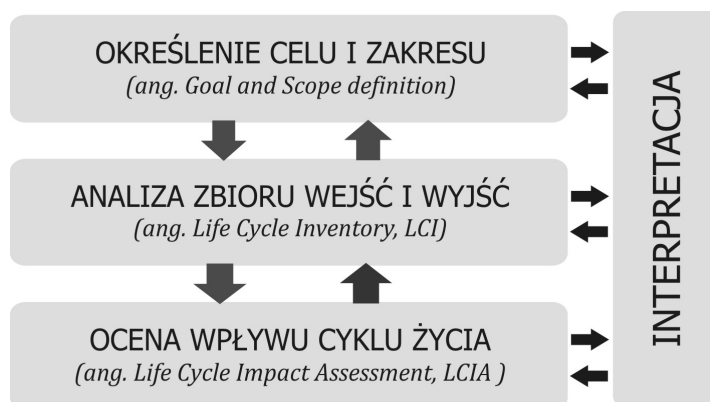 OKREŚLENIE CELU I ZAKRESU
(ang. Goal and Scope definition)
ANALIZA ZBIORU WEJŚĆ I WYJŚĆ
(ang. Life Cycle Inventory, LCI)
OCENA WPŁYWU CYKLU ŻYCIA
(ang. Life Cycle Impact Assessment, LCIA )
INTERPRETACJA